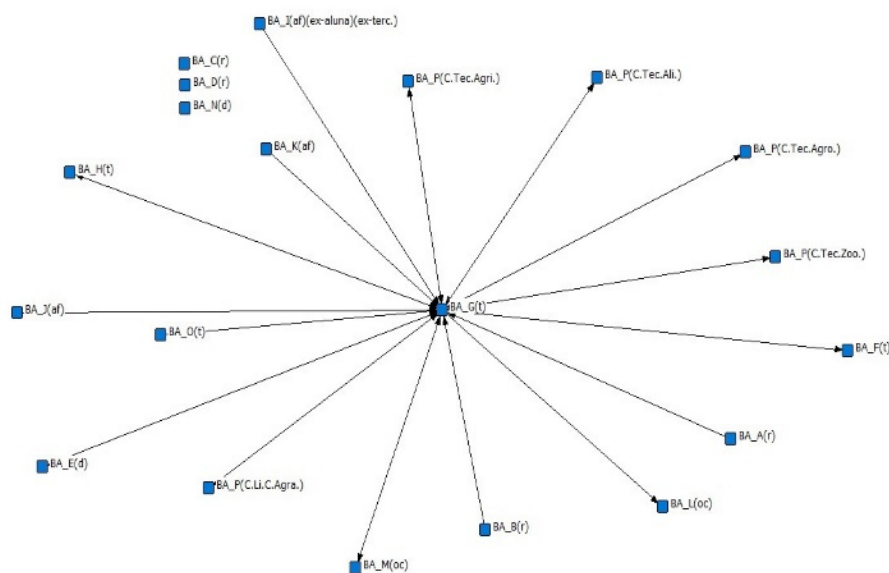 BA_I(af)(ex-aluna)(ex-terc.)
BA_C(r)
BA_D(r)
BA_N(d)
BA_P(C.Tec.Agri.)
BA_P(C.Tec.Ali.)
BA_K(af)
BA_P(C.Tec.Agro.)
BA_H(t)
BA_P(C.Tec.Zoo.)
BA_G(t)
BA_J(af)
BA_O(t)
BA_F(t)
BA_A(r)
BA_E(d)
BA_P(C.Li.C.Agra.)
BA_L(oc)
BA_B(r)
BA_M(oc)